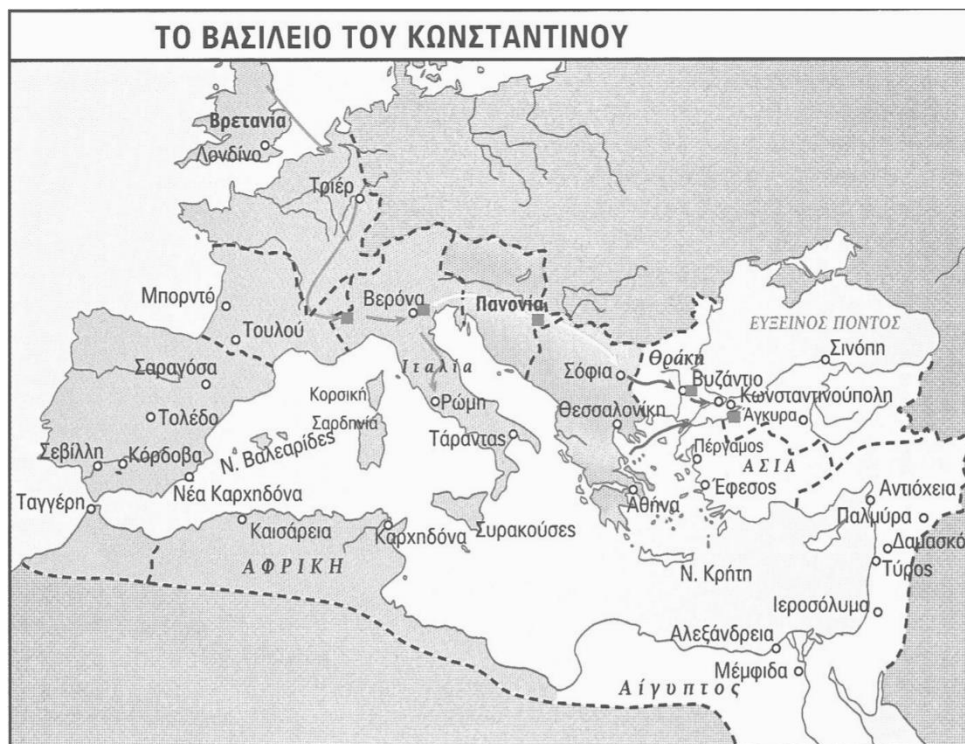 ΤΟ ΒΑΣΙΛΕΙΟ ΤΟΥ ΚΩΝΣΤΑΝΤΙΝΟΥ
Βρετανία
Λονδίνο
Τριέρ
Μπορντό
Τουλού
Βερόνα
Πανονία
ΕΥΞΕΙΝΟΣ ΠΟΝΤΟΣ
Σινόπη
Σαραγόσα
Ιταλία
Σόφια
Θράκη
Βυζάντιο
Κωνσταντινούπολη
Κορσική
Ρώμη
Θεσσαλονίκη
Άγκυρα
Τολέδο
Σαρδηνία
Τάραντας
Πέργαμος
ΑΣΙΑ
Σεβίλλη
Κόρδοβα
Ν. Βαλεαρίδες
Έφεσος
Αθήνα
Νέα Καρχηδόνα
Ταγγέρη
Αντιόχεια
Καισάρεια
Καρχηδόνα
Συρακούσες
Παλμύρα
Δαμασκό
ΑΦΡΙΚΗ
Ν. Κρήτη
Τύρος
Ιεροσόλυμα
Αλεξάνδρεια
Μέμφιδα
Αίγυπτος